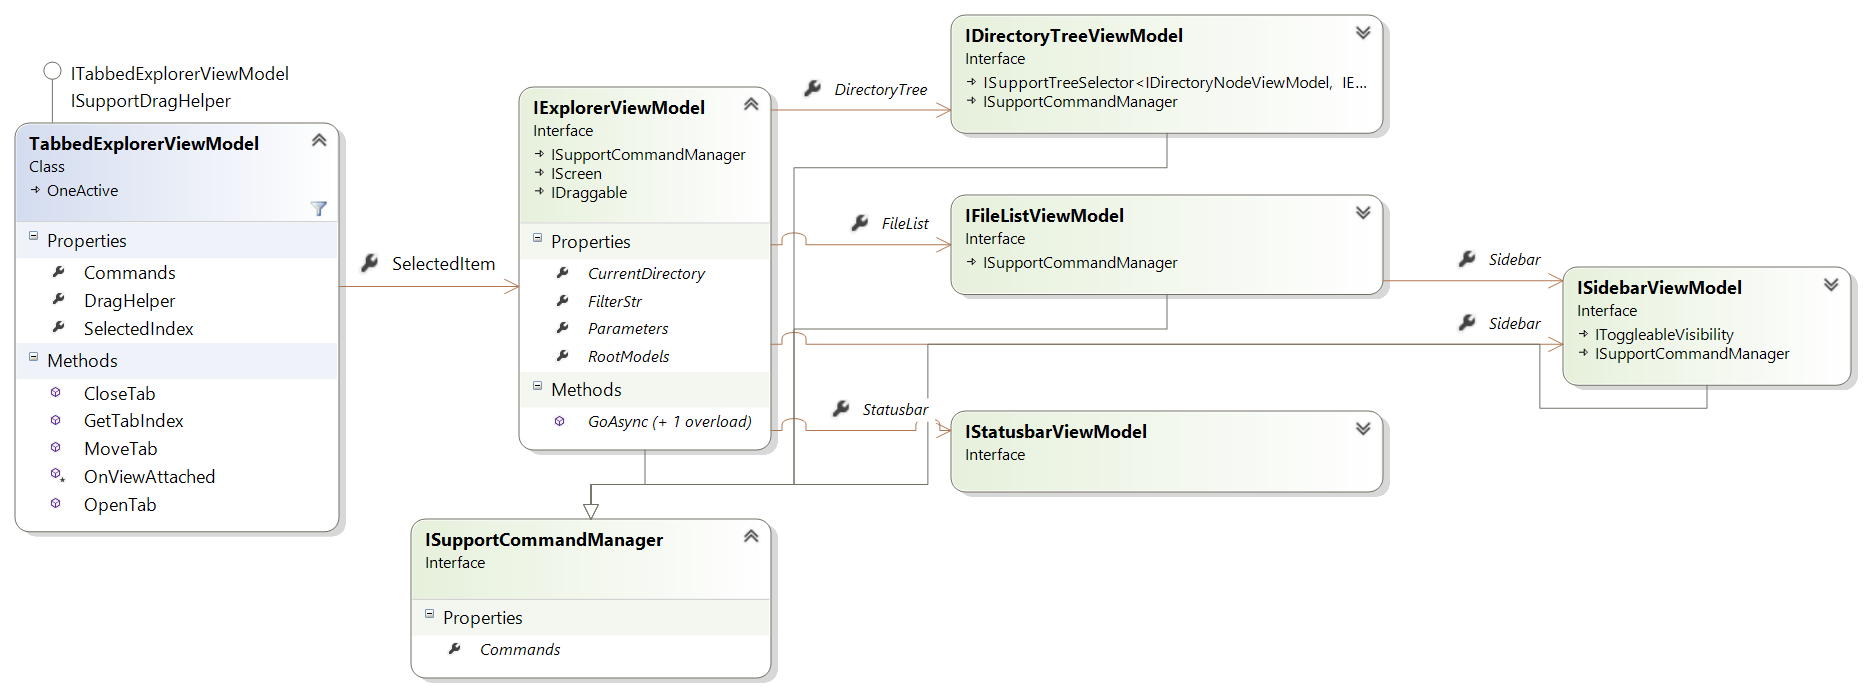 ITabbedExplorerViewModel
ISupportDragHelper
TabbedExplorerViewModel
Class
OneActive
Properties
Commands
DragHelper
SelectedIndex
Methods
CloseTab
GetTabIndex
MoveTab
OnViewAttached
OpenTab
SelectedItem
IExplorerViewModel
Interface
ISupportCommandManager
IScreen
IDraggable
Properties
CurrentDirectory
FilterStr
Parameters
RootModels
Methods
GoAsync (+ 1 overload)
DirectoryTree
IDirectoryTreeViewModel
Interface
ISupportTreeSelector<IDirectoryNodeViewModel, IE...
ISupportCommandManager
FileList
IFileListViewModel
Interface
ISupportCommandManager
Sidebar
Sidebar
ISidebarViewModel
Interface
IToggleableVisibility
ISupportCommandManager
Statusbar
IStatusbarViewModel
Interface
ISupportCommandManager
Interface
Properties
Commands